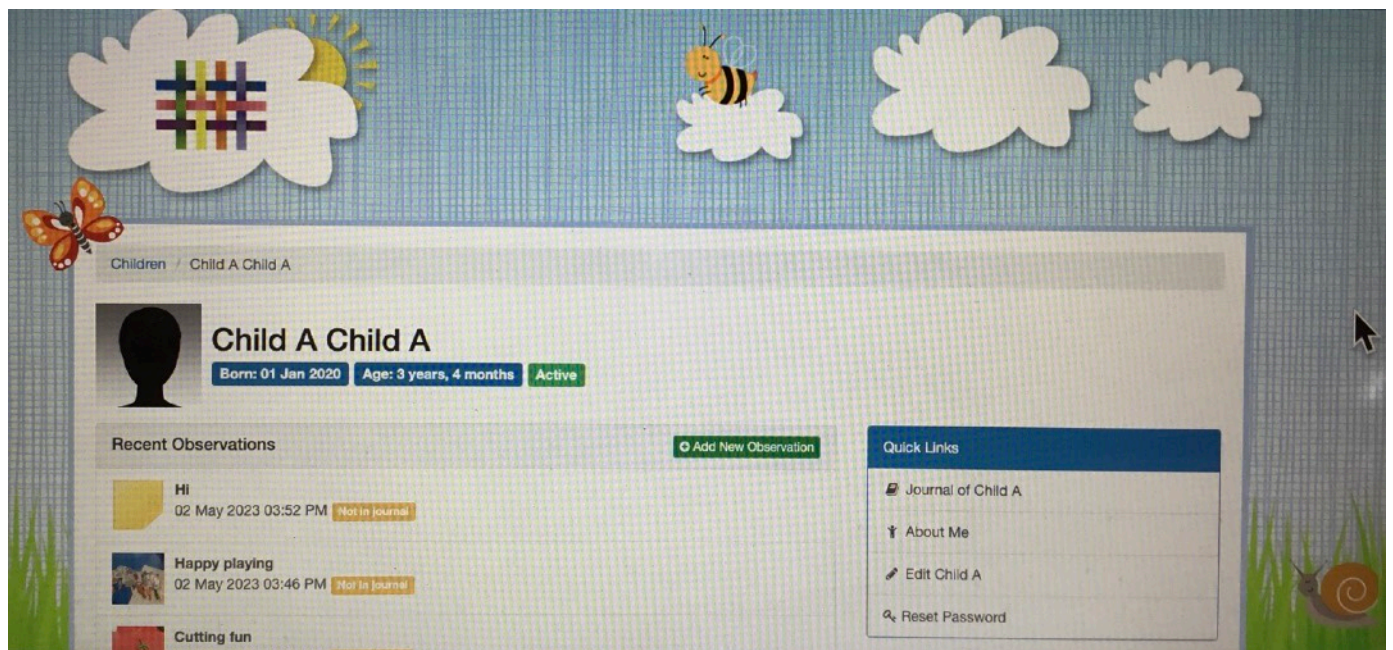 Children / Child A Child A
Child A Child A
Born: 01 Jan 2020 Age: 3 years, 4 months Active
Recent Observations
Add New Observation
Hi
02 May 2023 03:52 PM Not in journal
Happy playing
02 May 2023 03:46 PM Not in journal
Cutting fun
Quick Links
Journal of Child A
About Me
Edit Child A
Reset Password